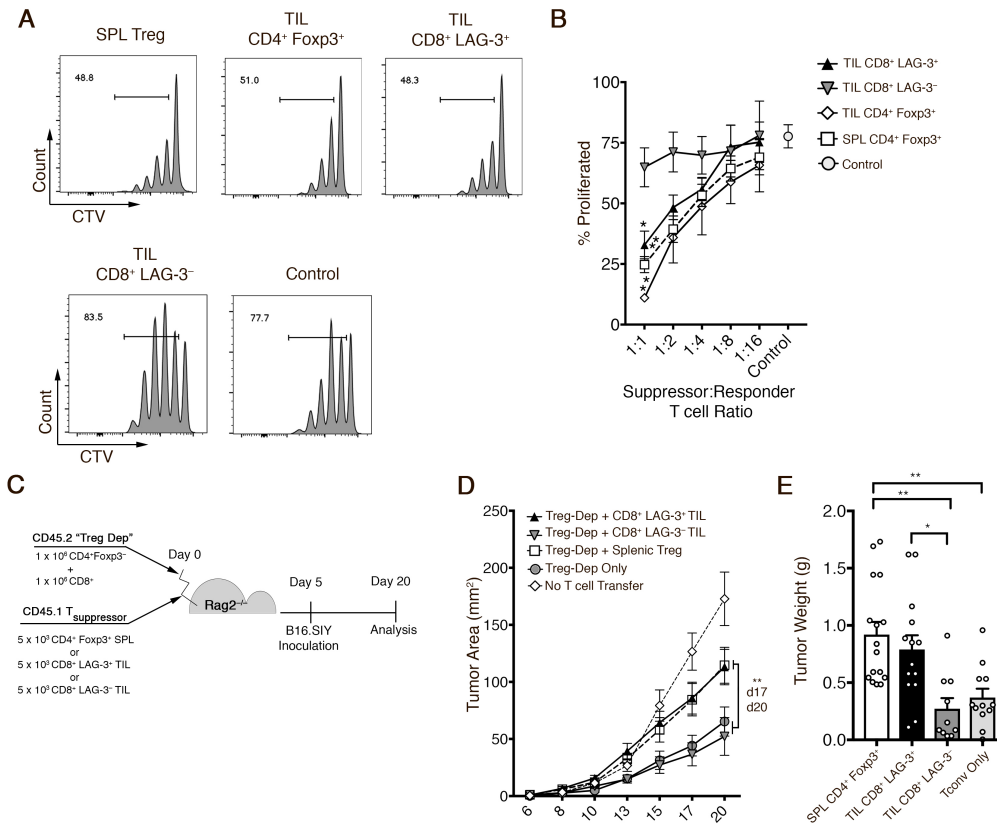 A
SPL Treg
48.8
TIL
CD4⁺ Foxp3⁺
51.0
TIL
CD8⁺ LAG-3⁺
48.3
Count
CTV
TIL
CD8⁺ LAG-3⁻
83.5
Control
77.7
Count
CTV
B
TIL CD8⁺ LAG-3⁺
TIL CD8⁺ LAG-3⁻
TIL CD4⁺ Foxp3⁺
SPL CD4⁺ Foxp3⁺
Control
% Proliferated
100
75
50
25
0
*
*
*
*
*
1:1
1:2
1:4
1:8
1:16
Control
Suppressor:Responder
T cell Ratio
C
CD45.2 “Treg Dep”
1 x 10⁶ CD4⁺Foxp3⁻
+
1 x 10⁶ CD8⁺
CD45.1 T suppressor
5 x 10³ CD4⁺ Foxp3⁺ SPL
or
5 x 10³ CD8⁺ LAG-3⁺ TIL
or
5 x 10³ CD8⁺ LAG-3⁻ TIL
Day 0
Rag2⁻/⁻
Day 5
B16.SIY
Inoculation
Day 20
Analysis
D
Treg-Dep + CD8⁺ LAG-3⁺ TIL
Treg-Dep + CD8⁺ LAG-3⁻ TIL
Treg-Dep + Splenic Treg
Treg-Dep Only
No T cell Transfer
Tumor Area (mm²)
250
200
150
100
50
0
6
8
10
13
15
17
20
**
d17
d20
E
**
**
*
Tumor Weight (g)
2.0
1.5
1.0
0.5
0.0
SPL CD4⁺ Foxp3⁺
TIL CD8⁺ LAG-3⁺
TIL CD8⁺ LAG-3⁻
Tconv Only